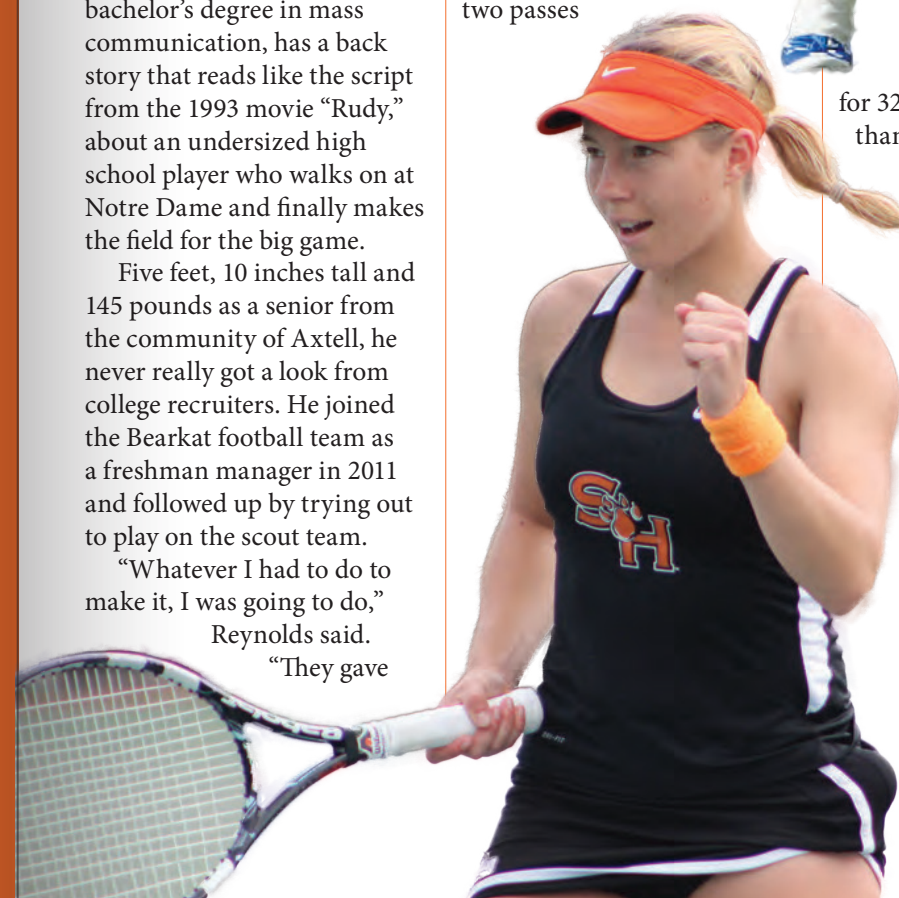 bachelor’s degree in mass
communication, has a back
story that reads like the script
from the 1993 movie “Rudy,”
about an undersized high
school player who walks on at
Notre Dame and finally makes
the field for the big game.
Five feet, 10 inches tall and
145 pounds as a senior from
the community of Axtell, he
never really got a look from
college recruiters. He joined
the Bearkat football team as
a freshman manager in 2011
and followed up by trying out
to play on the scout team.
“Whatever I had to do to
make it, I was going to do,”
Reynolds said.
“They gave
two passes
for 32
than
SH